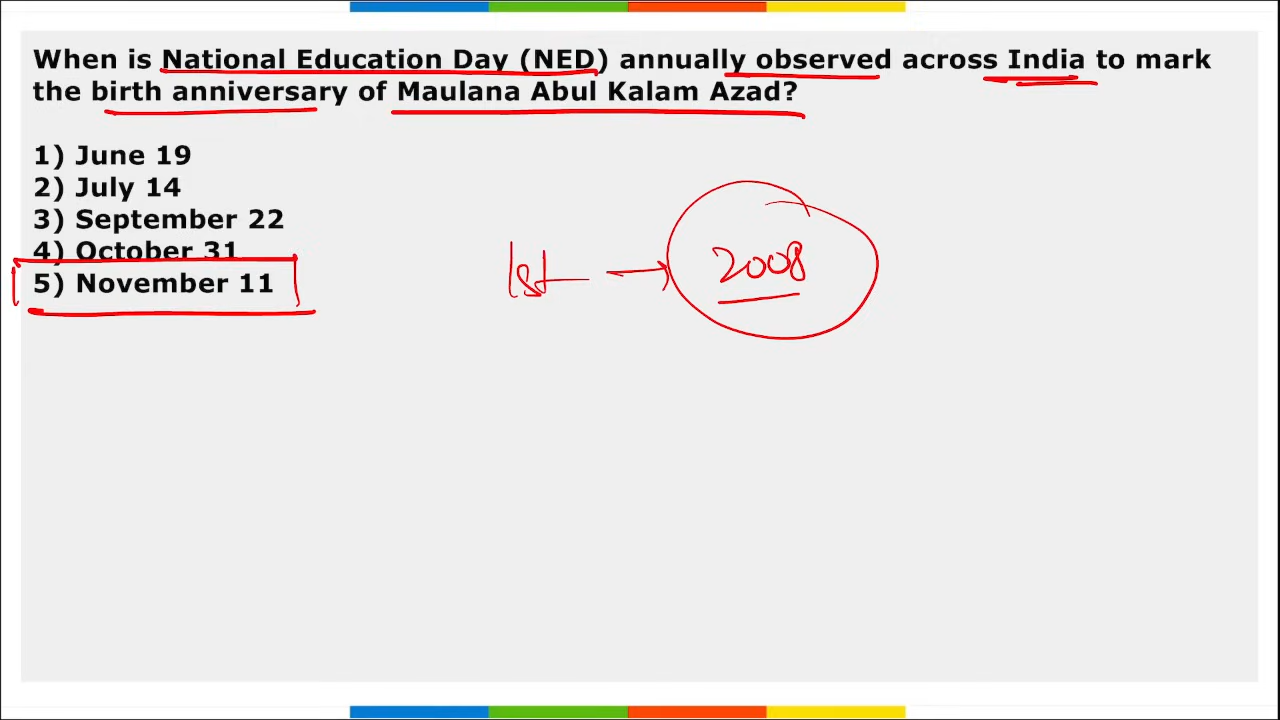 When is National Education Day (NED) annually observed across India to mark
the birth anniversary of Maulana Abul Kalam Azad?
1) June 19
2) July 14
3) September 22
4) October 31
5) November 11
1st → 2008